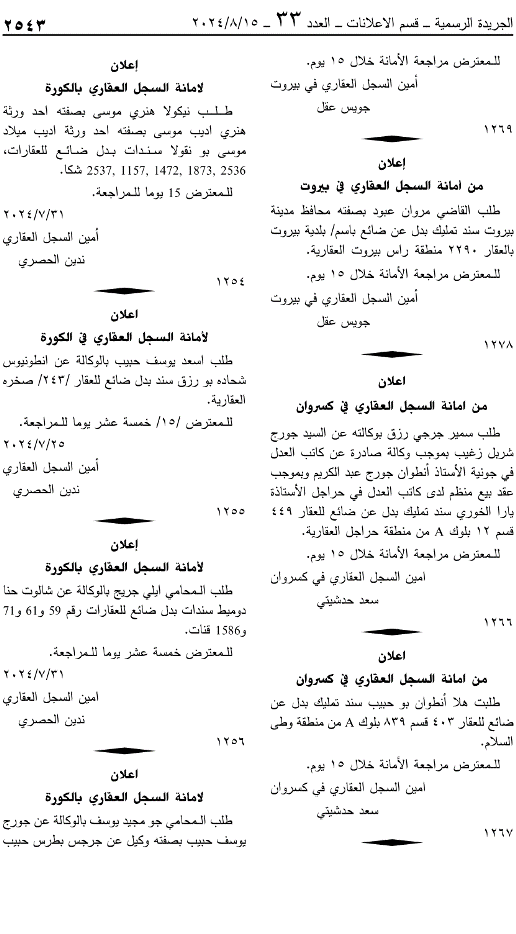 الجريدة الرسمية ــ قسم الاعلانات ــ العدد ٣٣ ــ ٢٠٢٤/٨/١٥
٢٥٤٣
للمعترض مراجعة الأمانة خلال ١٥ يوم.
أمين السجل العقاري في بيروت
جويس عقل
١٢٦٩
إعلان
من أمانة السجل العقاري في بيروت
طلب القاضي مروان عبود بصفته محافظ مدينة
بيروت سند تمليك بدل عن ضائع باسم/ بلدية بيروت
بالعقار ٢٢٩٠ منطقة راس بيروت العقارية.
للمعترض مراجعة الأمانة خلال ١٥ يوم.
أمين السجل العقاري في بيروت
جويس عقل
١٢٧٨
اعلان
من امانة السجل العقاري في كسروان
طلب سمير جرجي رزق بوكالته عن السيد جورج
شربل زغيب بموجب وكالة صادرة عن كاتب العدل
في جونية الأستاذ أنطوان جورج عبد الكريم وبموجب
عقد بيع منظم لدى كاتب العدل في حراجل الأستاذة
يارا الخوري سند تمليك بدل عن ضائع للعقار ٤٤٩
قسم ١٢ بلوك A من منطقة حراجل العقارية.
للمعترض مراجعة الأمانة خلال ١٥ يوم.
امين السجل العقاري في كسروان
سعد حدشيتي
١٢٦٦
اعلان
من امانة السجل العقاري في كسروان
طلبت هلا أنطوان بو حبيب سند تمليك بدل عن
ضائع للعقار ٤٠٣ قسم ٨٣٩ بلوك A من منطقة وطى
السلام.
للمعترض مراجعة الأمانة خلال ١٥ يوم.
امين السجل العقاري في كسروان
سعد حدشيتي
١٢٦٧
إعلان
لامانة السجل العقاري بالكورة
طلب نيكولا هنري موسى بصفته احد ورثة
هنري اديب موسى بصفته احد ورثة اديب ميلاد
موسى بو نقولا سندات بدل ضائع للعقارات،
2536 ,1873 ,1472 ,1157 ,2537 شكا.
للمعترض 15 يوما للمراجعة.
٢٠٢٤/٧/٣١
أمين السجل العقاري
ندين الحصري
١٢٥٤
اعلان
لأمانة السجل العقاري في الكورة
طلب اسعد يوسف حبيب بالوكالة عن انطونيوس
شحاده بو رزق سند بدل ضائع للعقار /٢٤٣/ صخره
العقارية.
للمعترض /١٥/ خمسة عشر يوما للمراجعة.
٢٠٢٤/٧/٢٥
أمين السجل العقاري
ندين الحصري
١٢٥٥
إعلان
لأمانة السجل العقاري بالكورة
طلب المحامي ايلي جريج بالوكالة عن شالوت حنا
دوميط سندات بدل ضائع للعقارات رقم 59 و61 و71
و1586 قنات.
للمعترض خمسة عشر يوما للمراجعة.
٢٠٢٤/٧/٣١
امين السجل العقاري
ندين الحصري
١٢٥٦
اعلان
لامانة السجل العقاري بالكورة
طلب المحامي جو مجيد يوسف بالوكالة عن جورج
يوسف حبيب بصفته وكيل عن جرجس بطرس حبيب